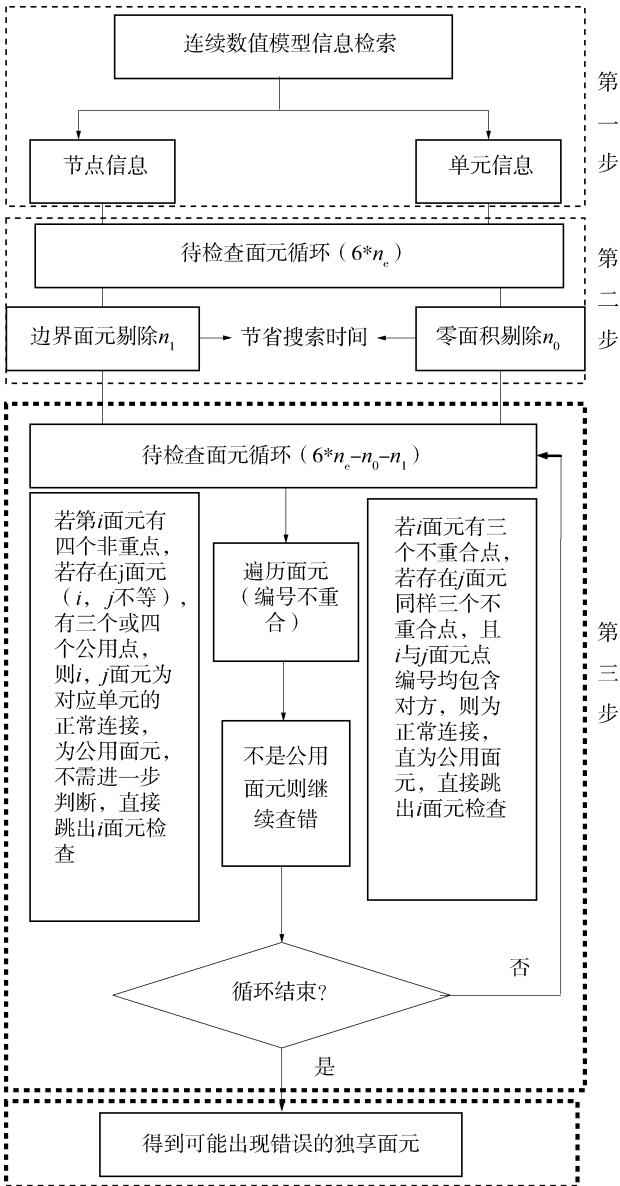 连续数值模型信息检索
第一步
节点信息
单元信息
待检查面元循环（6*nₑ）
第二步
边界面元剔除n₁
节省搜索时间
零面积剔除n₀
待检查面元循环（6*nₑ−n₀−n₁）
若第i面元有
四个非重点，
若存在j面元
（i，j不等），
有三个或四
个公用点，
则i，j面元为
对应单元的
正常连接，
为公用面元，
不需进一步
判断，直接
跳出i面元检
查
遍历面元
（编号不重
合）
不是公用
面元则继
续查错
若i面元有三
个不重合点，
若存在j面元
同样三个不
重合点，且
i与j面元点
编号均包含
对方，则为
正常连接，
直为公用面
元，直接跳
出i面元检查
第三步
循环结束？
否
是
得到可能出现错误的独享面元